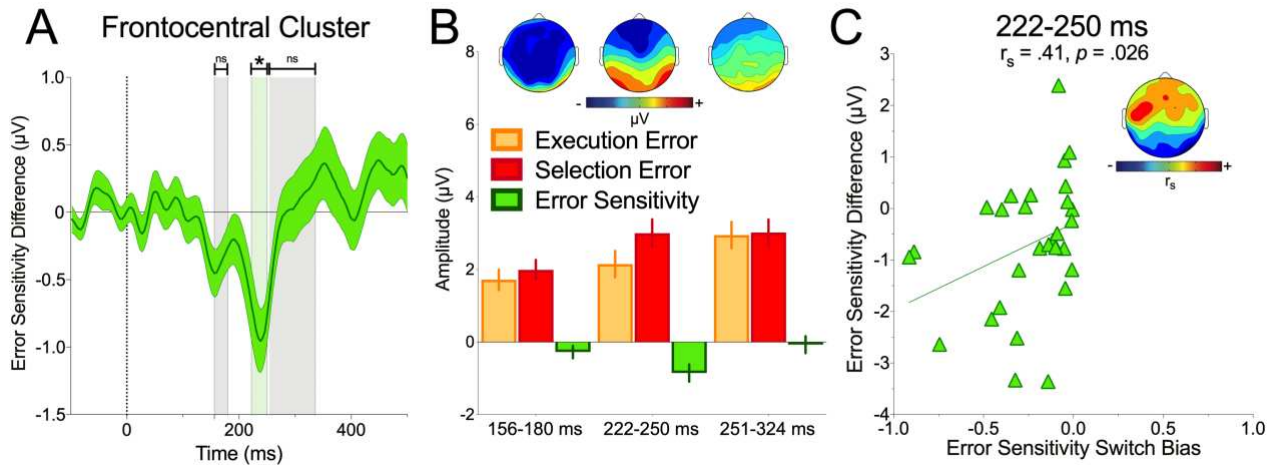 A
Frontocentral Cluster
ns
*
ns
1.0
0.5
0
-0.5
-1.0
-1.5
Error Sensitivity Difference (μV)
0
200
400
Time (ms)
B
8
6
4
2
0
-2
Amplitude (μV)
-
+
μV
Execution Error
Selection Error
Error Sensitivity
156-180 ms
222-250 ms
251-324 ms
C
222-250 ms
rs = .41, p = .026
3
2
1
0
-1
-2
-3
-4
Error Sensitivity Difference (μV)
-
+
rs
-1.0
-0.5
0.0
0.5
1.0
Error Sensitivity Switch Bias